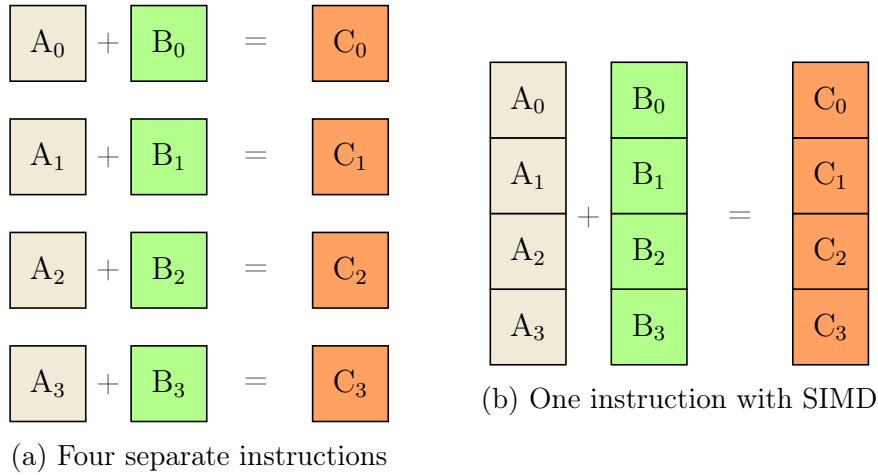 A₀ + B₀ = C₀
A₁ + B₁ = C₁
A₂ + B₂ = C₂
A₃ + B₃ = C₃
(a) Four separate instructions
A₀ B₀ C₀
A₁ B₁ C₁
+ =
A₂ B₂ C₂
A₃ B₃ C₃
(b) One instruction with SIMD